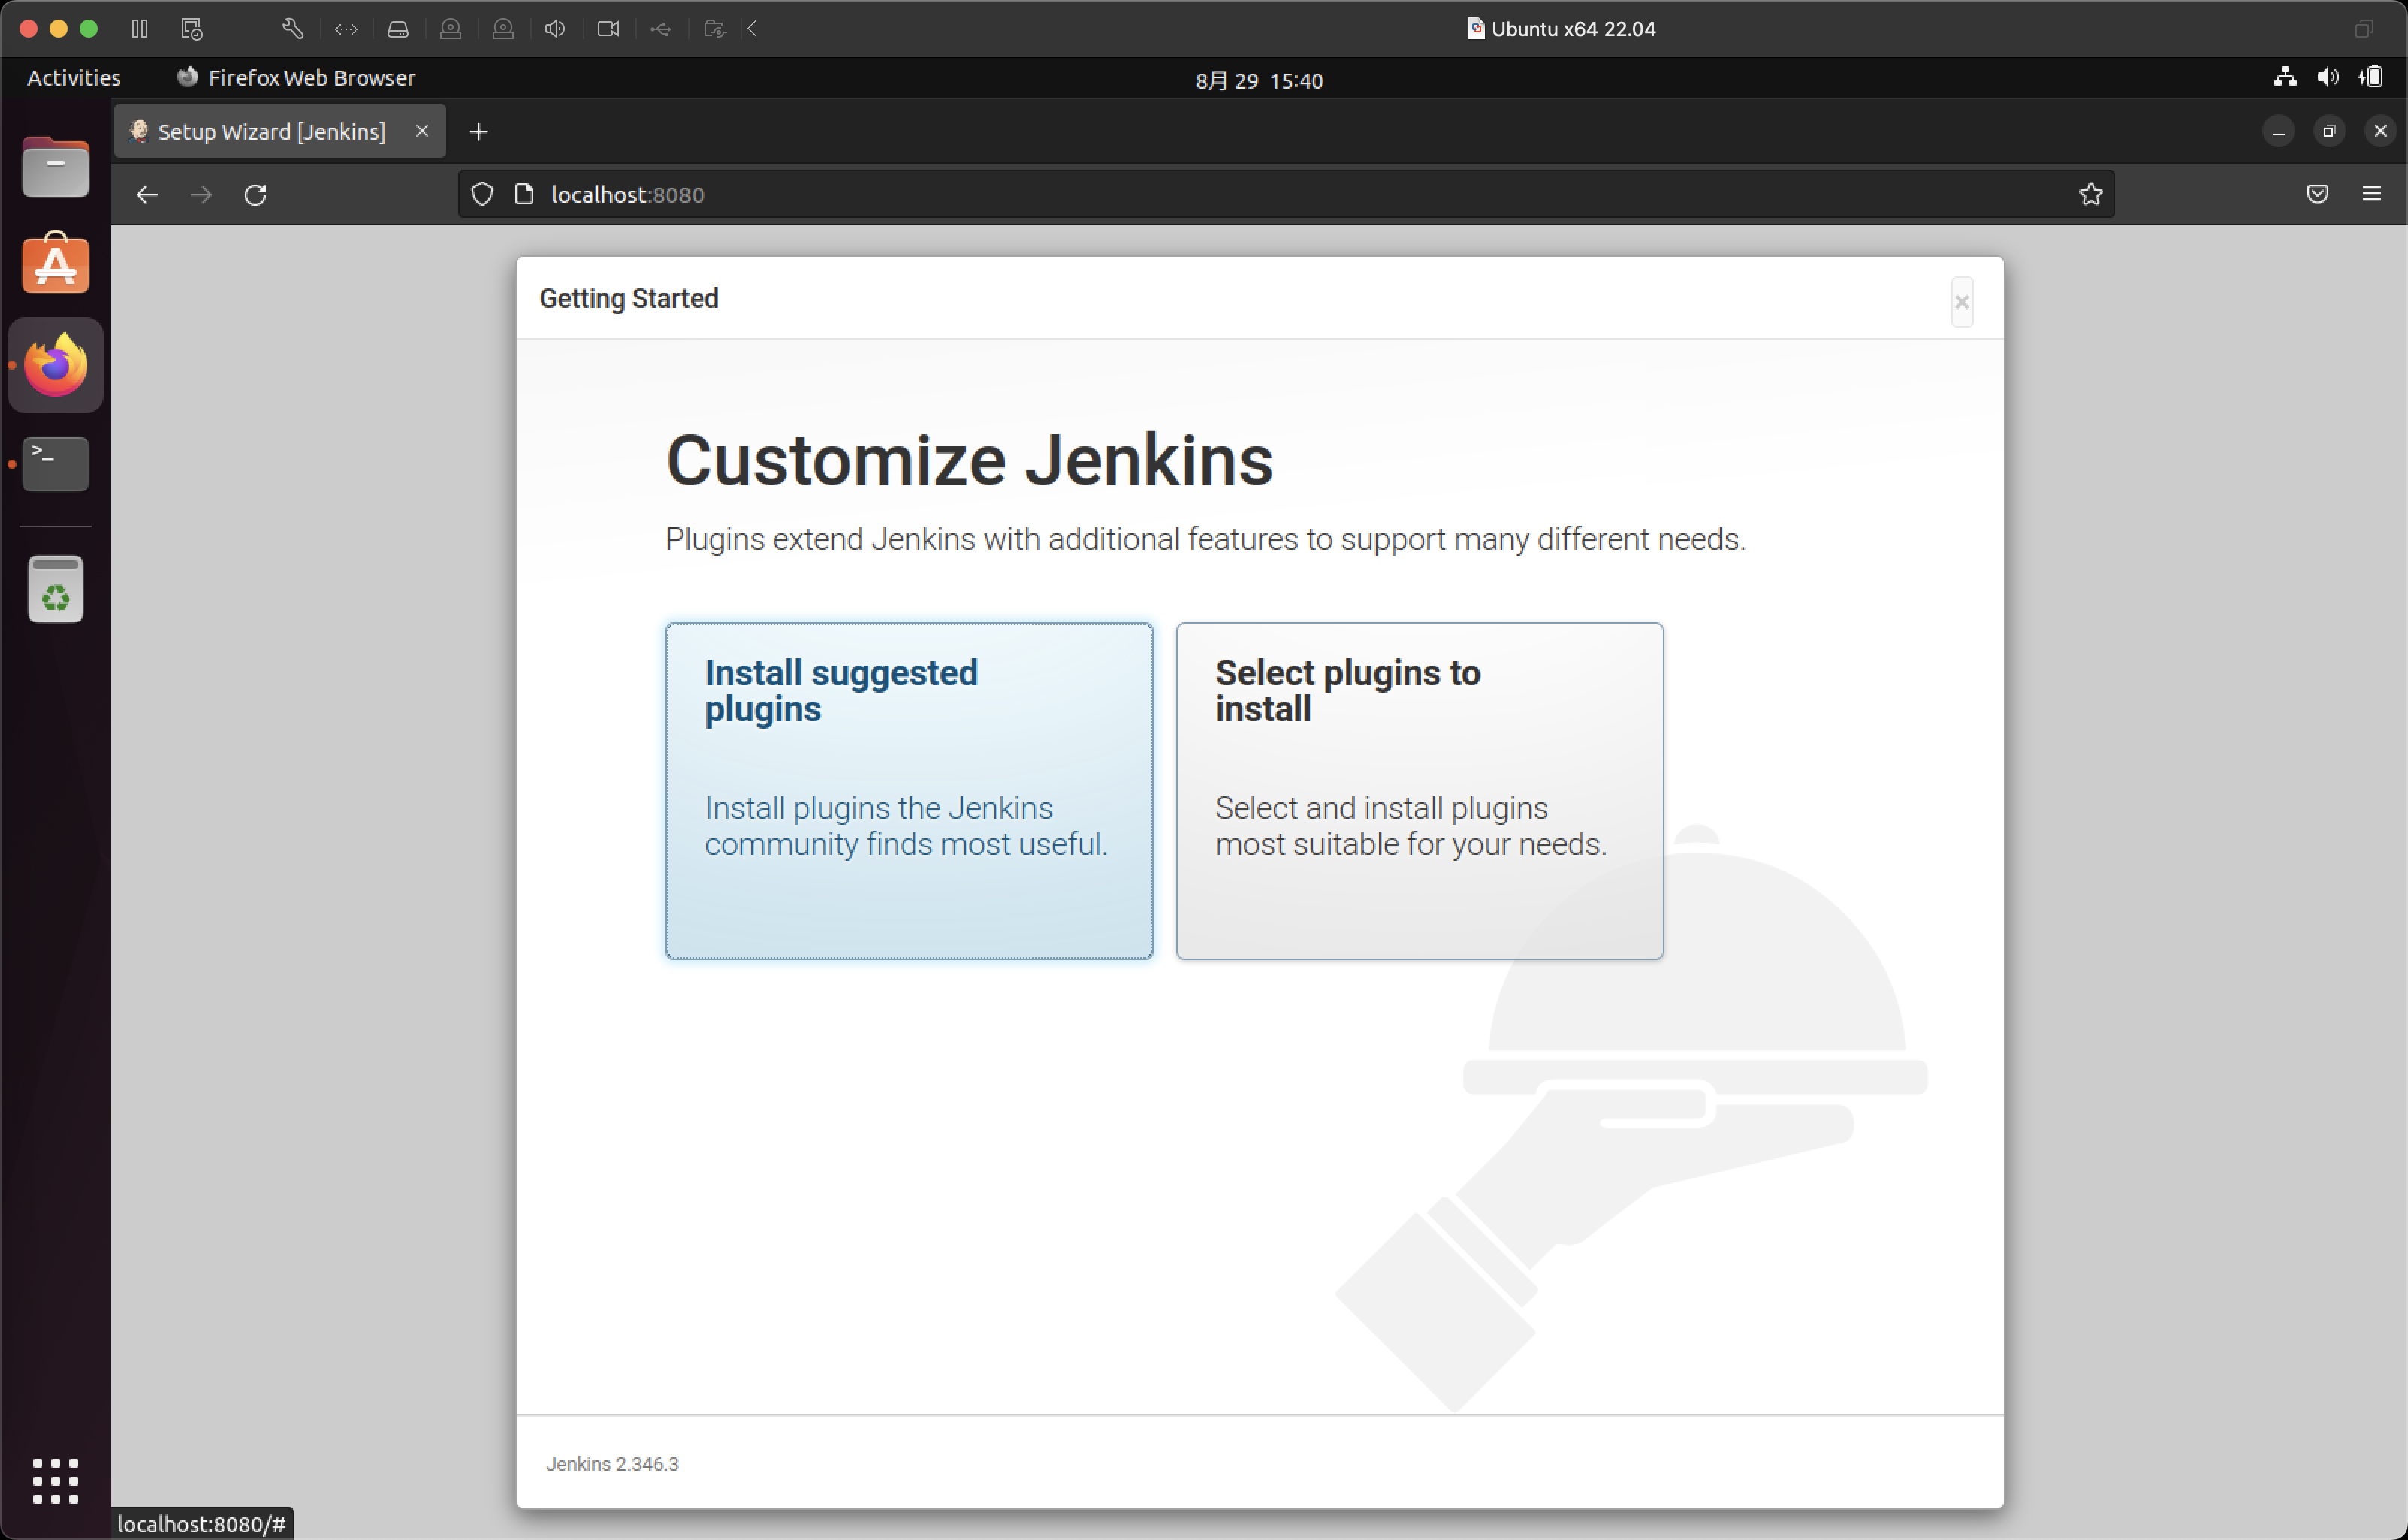 Ubuntu x64 22.04
Activities
Firefox Web Browser
8月 29 15:40
Setup Wizard [Jenkins]
localhost:8080
Getting Started
Customize Jenkins
Plugins extend Jenkins with additional features to support many different needs.
Install suggested
plugins
Install plugins the Jenkins
community finds most useful.
Select plugins to
install
Select and install plugins
most suitable for your needs.
Jenkins 2.346.3
localhost:8080/#